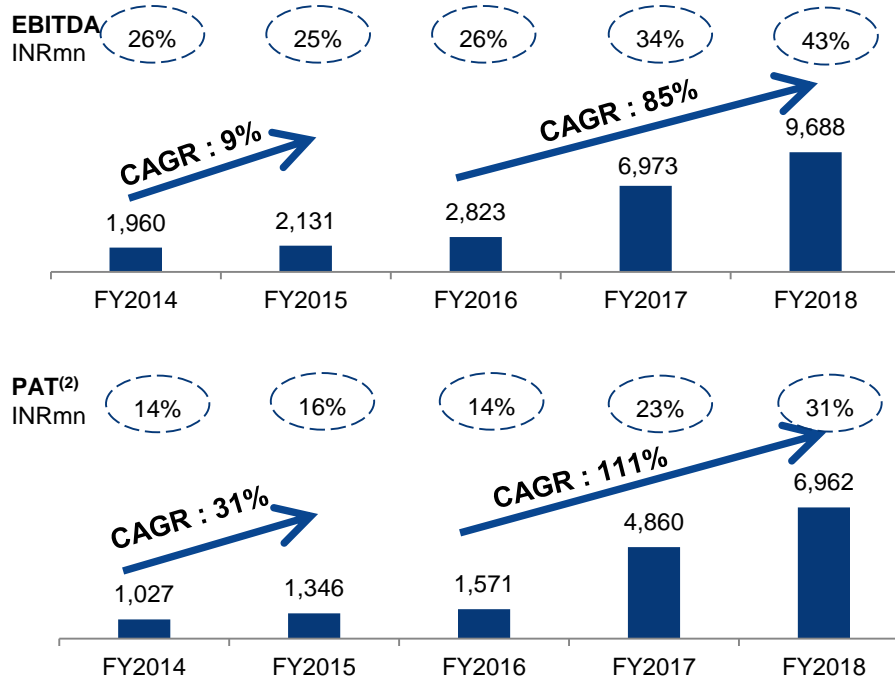 EBITDA
INRmn
26%
25%
26%
34%
43%
CAGR : 9%
CAGR : 85%
1,960
2,131
2,823
6,973
9,688
FY2014
FY2015
FY2016
FY2017
FY2018
PAT(2)
INRmn
14%
16%
14%
23%
31%
CAGR : 31%
CAGR : 111%
1,027
1,346
1,571
4,860
6,962
FY2014
FY2015
FY2016
FY2017
FY2018